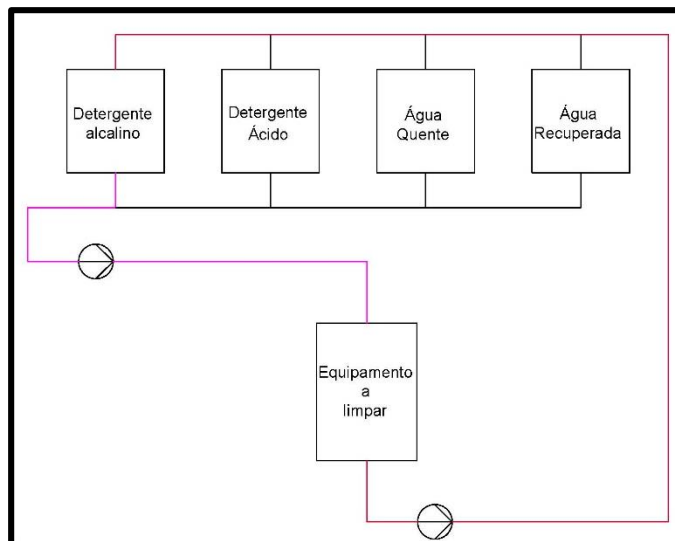 Detergente
alcalino
Detergente
Ácido
Água
Quente
Água
Recuperada
Equipamento
a
limpar